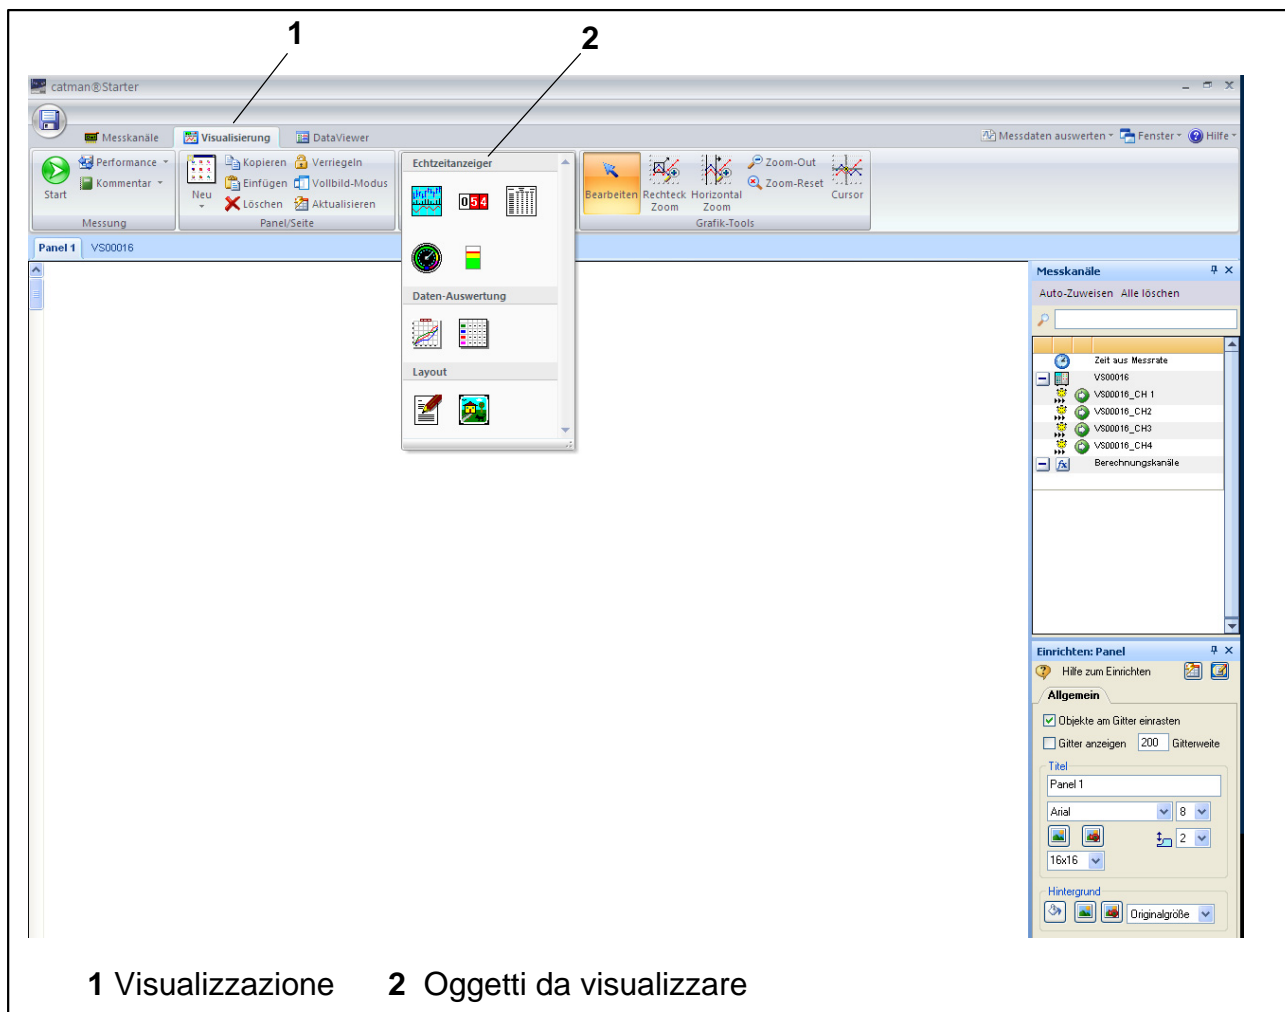 1 2
catman®Starter
Messkanäle Visualisierung DataViewer Messdaten auswerten Fenster Hilfe
Start Performance Kommentar Messung
Neu Kopieren Verriegeln
Einfügen Vollbild-Modus
Löschen Aktualisieren
Panel/Seite
Echtzeitanzeiger
054
Daten-Auswertung
Layout
Bearbeiten Rechteck Zoom Horizontal Zoom Zoom-Out Zoom-Reset Cursor
Grafik-Tools
Panel 1 VS00016
Messkanäle
Auto-Zuweisen Alle löschen
Zeit aus Messrate
VS00016
VS00016_CH 1
VS00016_CH2
VS00016_CH3
VS00016_CH4
fx Berechnungskanäle
Einrichten: Panel
Hilfe zum Einrichten
Allgemein
Objekte am Gitter einrasten
Gitter anzeigen 200 Gitterweite
Titel
Panel 1
Arial 8
2
16x16
Hintergrund
Originalgröße
1 Visualizzazione 2 Oggetti da visualizzare